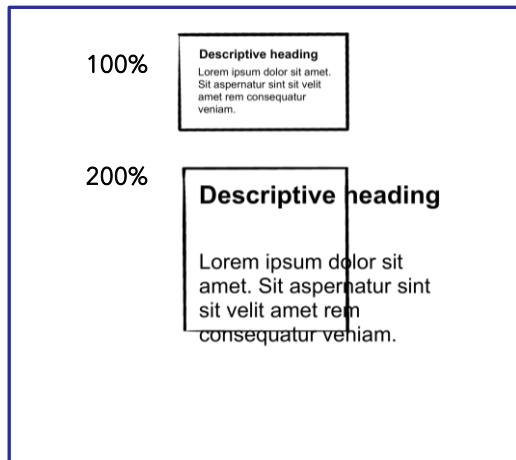 100%
Descriptive heading
Lorem ipsum dolor sit amet.
Sit aspernatur sint sit velit
amet rem consequatur
veniam.
200%
Descriptive heading
Lorem ipsum dolor sit
amet. Sit aspernatur sint
sit velit amet rem
consequatur veniam.